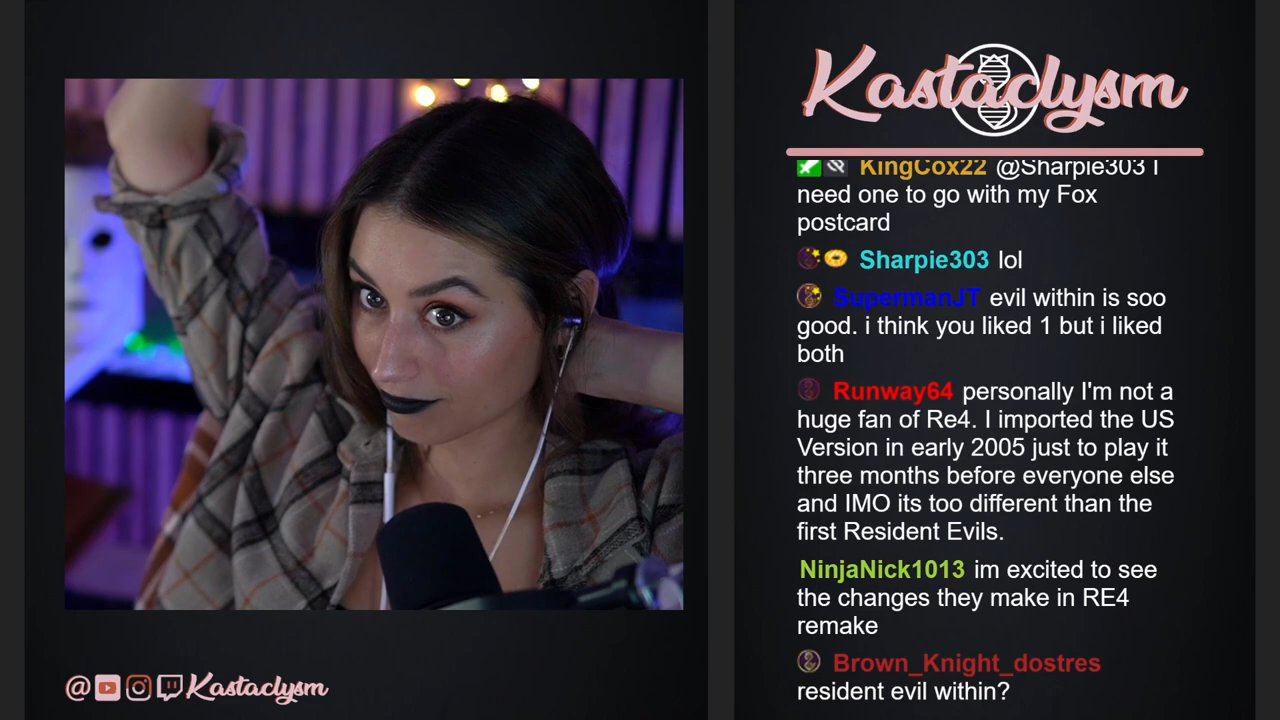 Kastaclysm
KingCox22 @Sharpie303 I
need one to go with my Fox
postcard
Sharpie303 lol
SupermanJT evil within is soo
good. i think you liked 1 but i liked
both
Runway64 personally I'm not a
huge fan of Re4. I imported the US
Version in early 2005 just to play it
three months before everyone else
and IMO its too different than the
first Resident Evils.
NinjaNick1013 im excited to see
the changes they make in RE4
remake
Brown_Knight_dostres
resident evil within?
@Kastaclysm